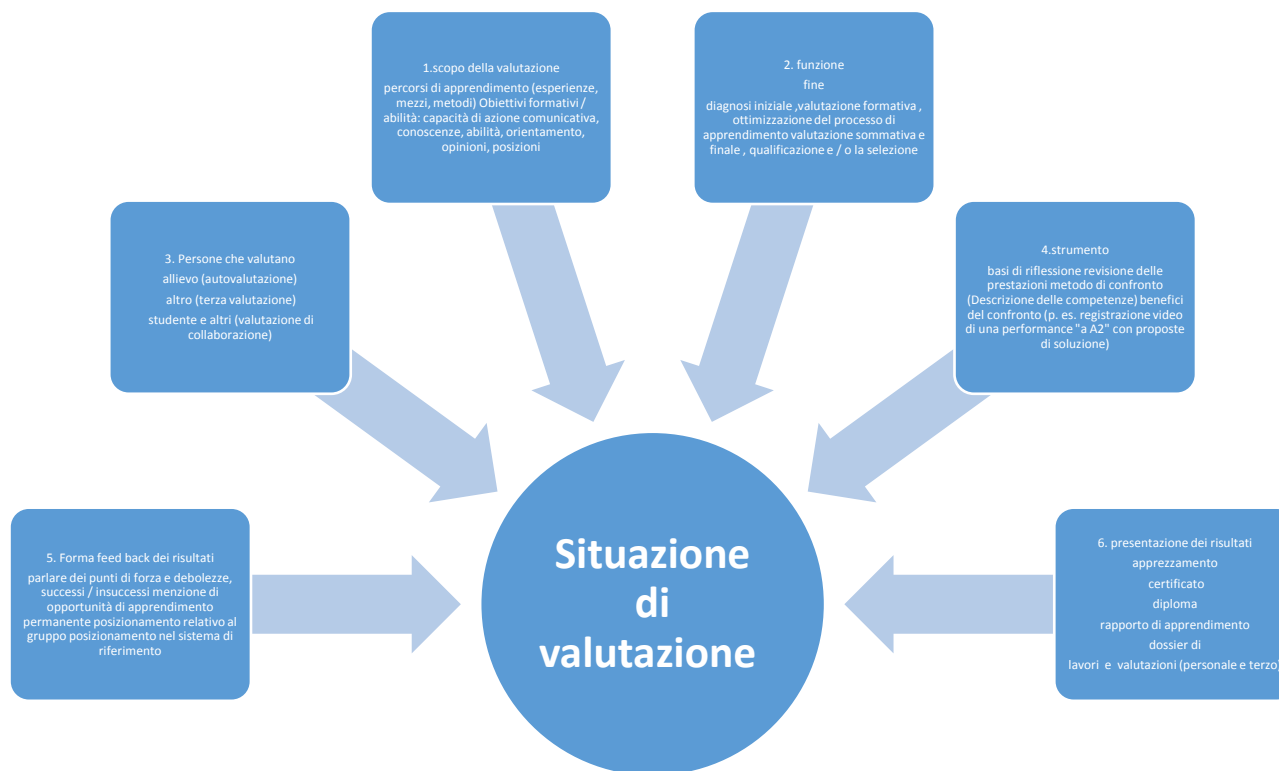 1.scopo della valutazione
percorsi di apprendimento (esperienze,
mezzi, metodi) Obiettivi formativi /
abilità: capacità di azione comunicativa,
conoscenze, abilità, orientamento,
opinioni, posizioni
2. funzione
fine
diagnosi iniziale ,valutazione formativa ,
ottimizzazione del processo di
apprendimento valutazione sommativa e
finale , qualificazione e / o la selezione
3. Persone che valutano
allievo (autovalutazione)
altro (terza valutazione)
studente e altri (valutazione di
collaborazione)
4.strumento
basi di riflessione revisione delle
prestazioni metodo di confronto
(Descrizione delle competenze) benefici
del confronto (p. es. registrazione video
di una performance "a A2" con proposte
di soluzione)
5. Forma feed back dei risultati
parlare dei punti di forza e debolezze,
successi / insuccessi menzione di
opportunità di apprendimento
permanente posizionamento relativo al
gruppo posizionamento nel sistema di
riferimento
6. presentazione dei risultati
apprezzamento
certificato
diploma
rapporto di apprendimento
dossier di
lavori e valutazioni (personale e terzo)
Situazione
di
valutazione